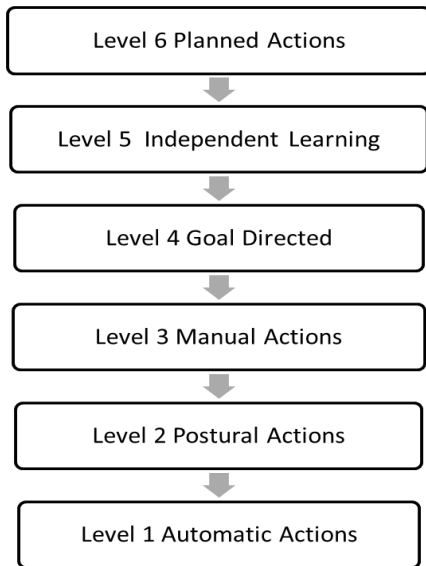 Level 6 Planned Actions
Level 5 Independent Learning
Level 4 Goal Directed
Level 3 Manual Actions
Level 2 Postural Actions
Level 1 Automatic Actions